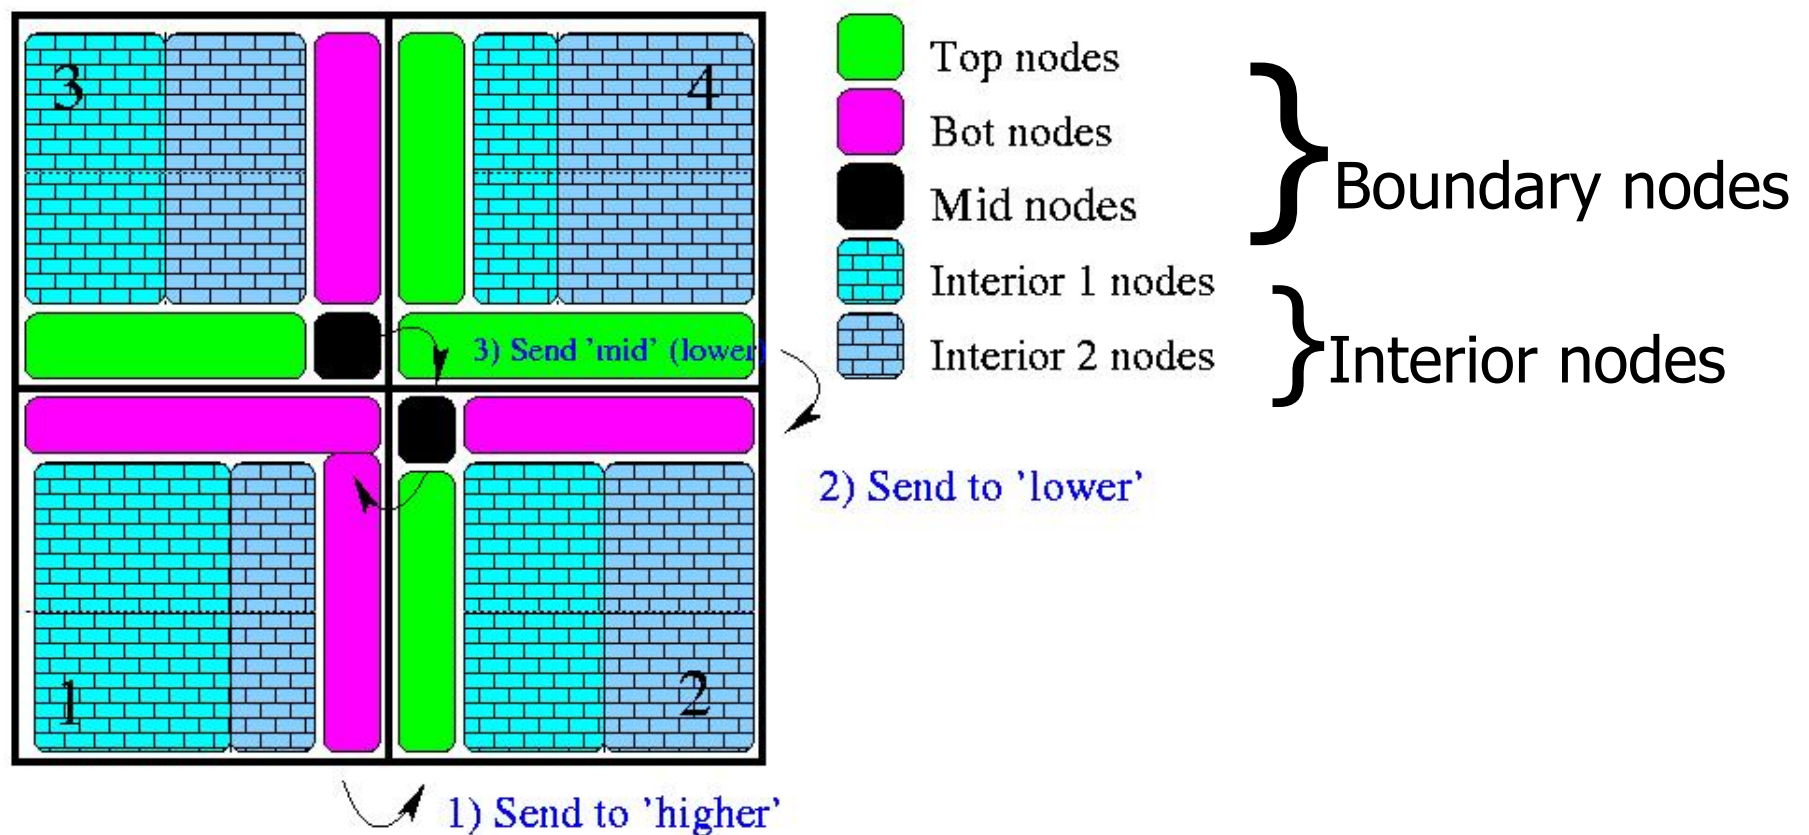 3
4
3) Send 'mid' (lower)
1
2
1) Send to 'higher'
2) Send to 'lower'
Top nodes
Bot nodes
Mid nodes
Interior 1 nodes
Interior 2 nodes
Boundary nodes
Interior nodes